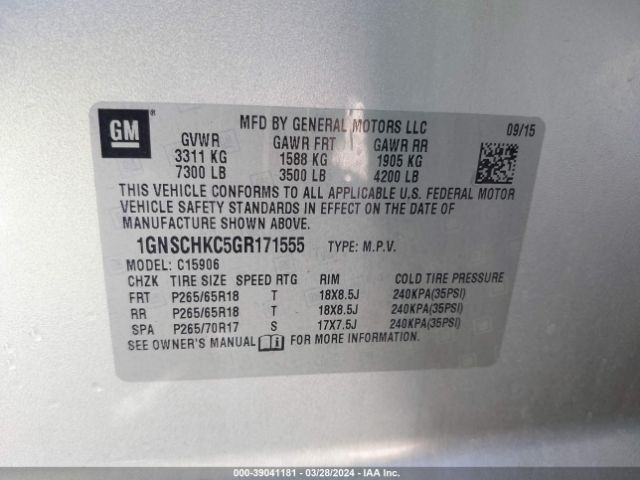 GM ®
MFD BY GENERAL MOTORS LLC 09/15
GVWR GAWR FRT GAWR RR
3311 KG 1588 KG 1905 KG
7300 LB 3500 LB 4200 LB
THIS VEHICLE CONFORMS TO ALL APPLICABLE U.S. FEDERAL MOTOR
VEHICLE SAFETY STANDARDS IN EFFECT ON THE DATE OF
MANUFACTURE SHOWN ABOVE.
1GNSCHKC5GR171555 TYPE: M.P.V.
MODEL: C15906
CHZK TIRE SIZE SPEED RTG RIM COLD TIRE PRESSURE
FRT P265/65R18 T 18X8.5J 240KPA(35PSI)
RR P265/65R18 T 18X8.5J 240KPA(35PSI)
SPA P265/70R17 S 17X7.5J 240KPA(35PSI)
SEE OWNER'S MANUAL i FOR MORE INFORMATION.
000-39041181 | 03/28/2024 | IAA Inc.